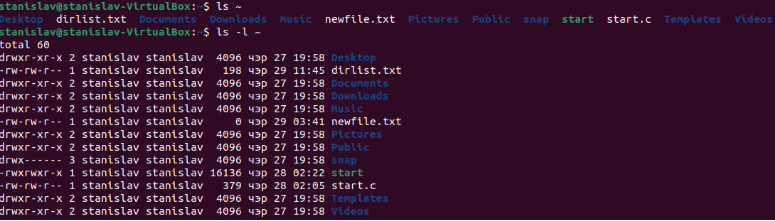 stanislav@stanislav-VirtualBox:~$ ls ~
Desktop dirlist.txt Documents Downloads Music newfile.txt Pictures Public snap start start.c Templates Videos
stanislav@stanislav-VirtualBox:~$ ls -l ~
total 60
drwxr-xr-x 2 stanislav stanislav 4096 чэр 27 19:58 Desktop
-rw-rw-r-- 1 stanislav stanislav 198 чэр 29 11:45 dirlist.txt
drwxr-xr-x 2 stanislav stanislav 4096 чэр 27 19:58 Documents
drwxr-xr-x 2 stanislav stanislav 4096 чэр 27 19:58 Downloads
drwxr-xr-x 2 stanislav stanislav 4096 чэр 27 19:58 Music
-rw-rw-r-- 1 stanislav stanislav 0 чэр 29 03:41 newfile.txt
drwxr-xr-x 2 stanislav stanislav 4096 чэр 27 19:58 Pictures
drwxr-xr-x 2 stanislav stanislav 4096 чэр 27 19:58 Public
drwx------ 3 stanislav stanislav 4096 чэр 27 19:58 snap
-rwxrwxr-x 1 stanislav stanislav 16136 чэр 28 02:22 start
-rw-rw-r-- 1 stanislav stanislav 379 чэр 28 02:05 start.c
drwxr-xr-x 2 stanislav stanislav 4096 чэр 27 19:58 Templates
drwxr-xr-x 2 stanislav stanislav 4096 чэр 27 19:58 Videos